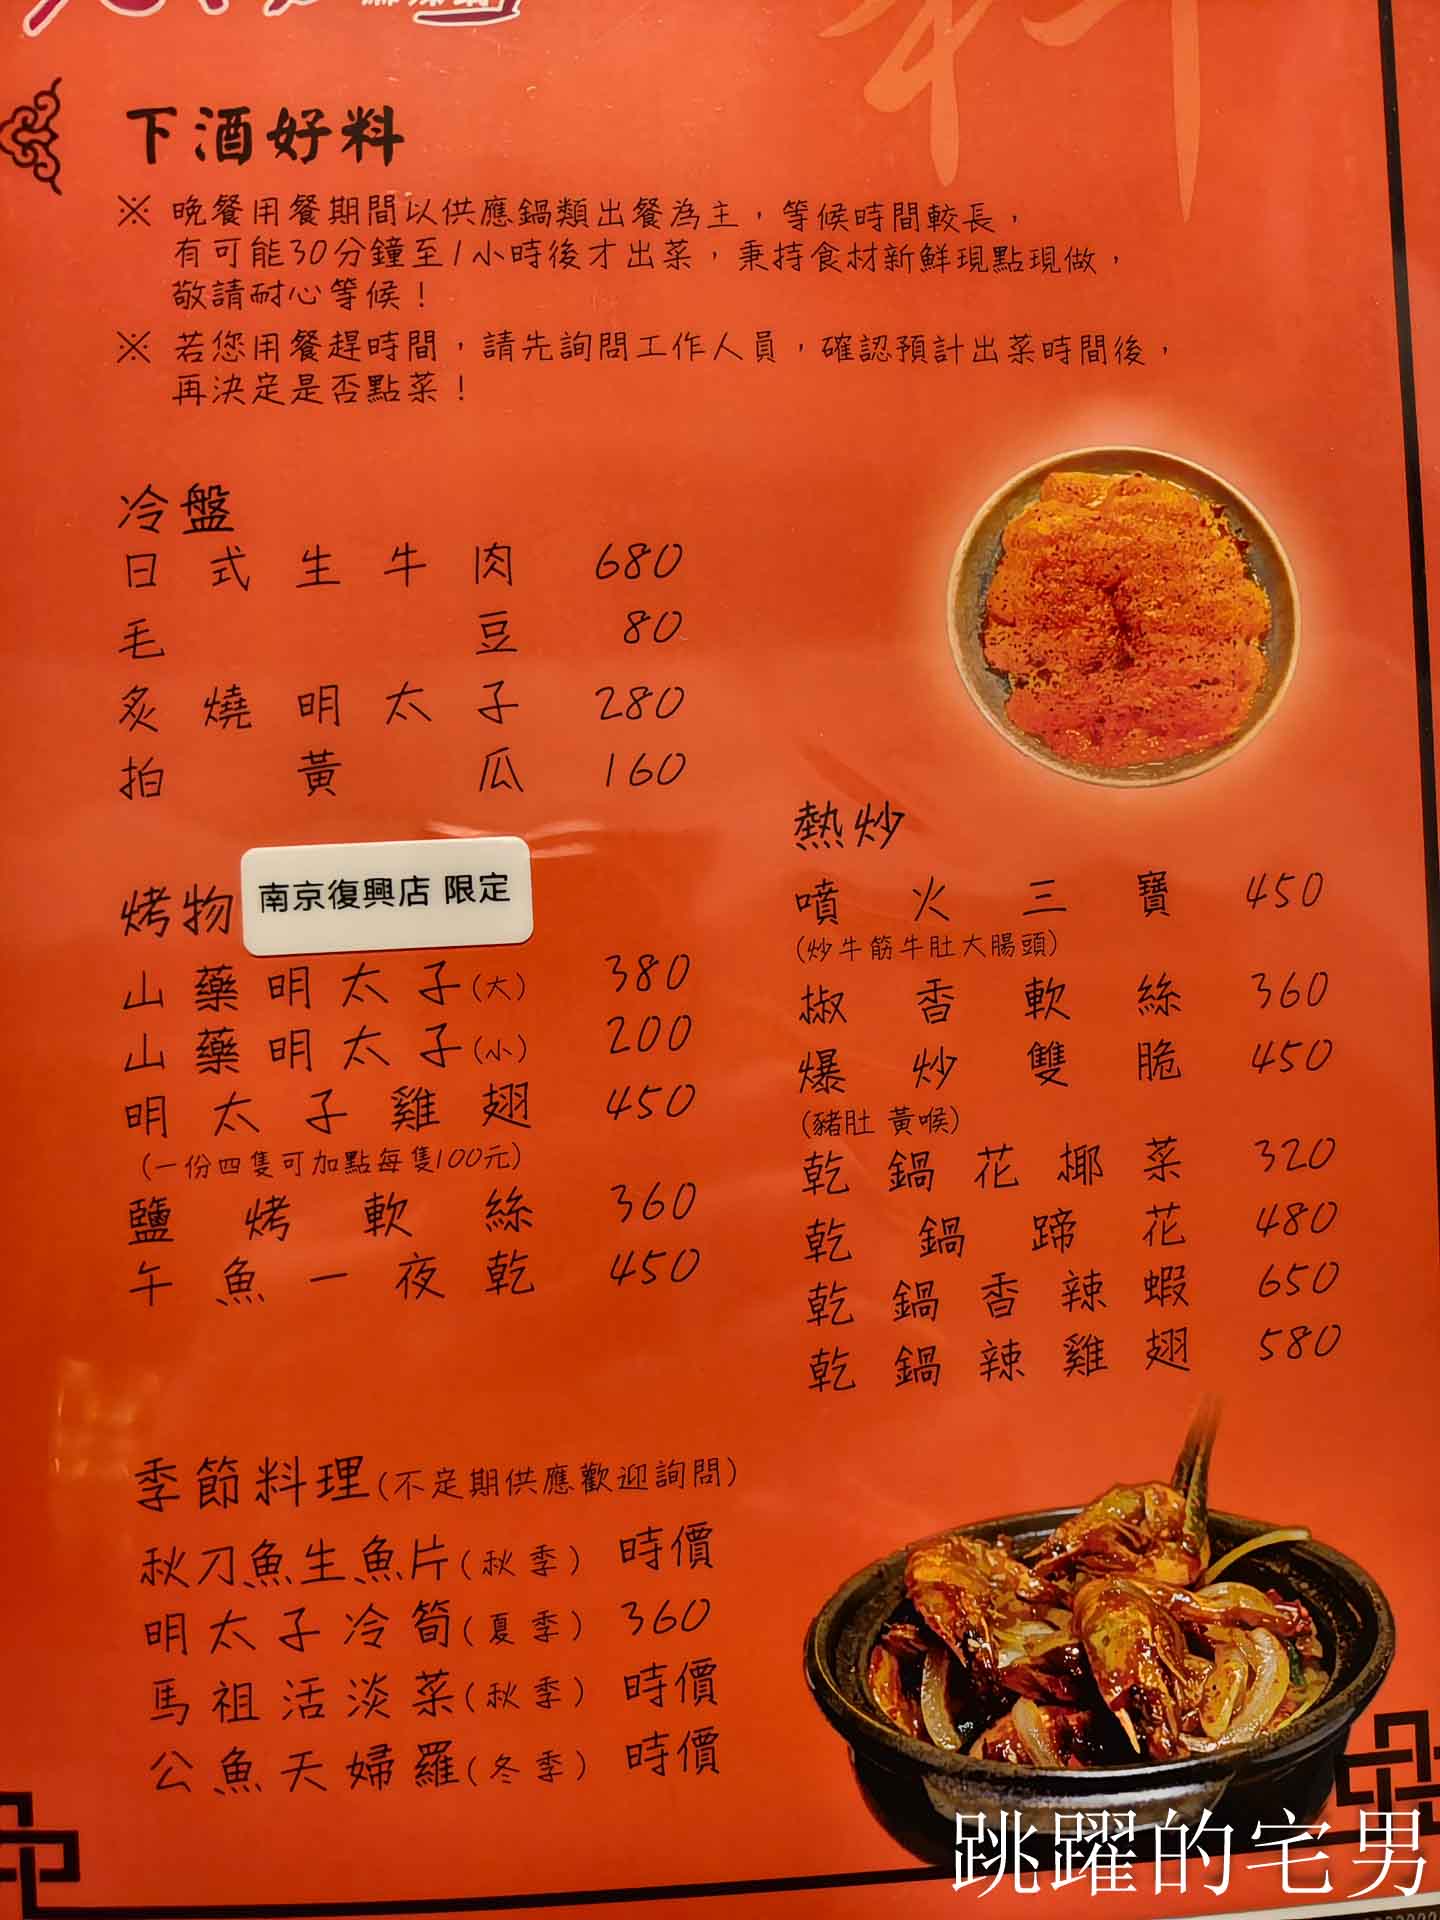 下酒好料
※ 晚餐用餐期間以供應鍋類出餐為主，等候時間較長，
有可能30分鐘至1小時後才出菜，秉持食材新鮮現點現做，
敬請耐心等候！
※ 若您用餐趕時間，請先詢問工作人員，確認預計出菜時間後，
再決定是否點菜！
冷盤
日式生牛肉 680
毛豆 80
炙燒明太子 280
拍黃瓜 160
烤物 南京復興店 限定
山藥明太子(大) 380
山藥明太子(小) 200
明太子雞翅 450
(一份四隻可加點每隻100元)
鹽烤軟絲 360
午魚一夜乾 450
熱炒
噴火三寶 450
(炒牛筋牛肚大腸頭)
椒香軟絲 360
爆炒雙脆 450
(豬肚 黃喉)
乾鍋花椰菜 320
乾鍋蹄花 480
乾鍋香辣蝦 650
乾鍋辣雞翅 580
季節料理(不定期供應歡迎詢問)
秋刀魚生魚片(秋季) 時價
明太子冷筍(夏季) 360
馬祖活淡菜(秋季) 時價
公魚天婦羅(冬季) 時價
跳躍的宅男